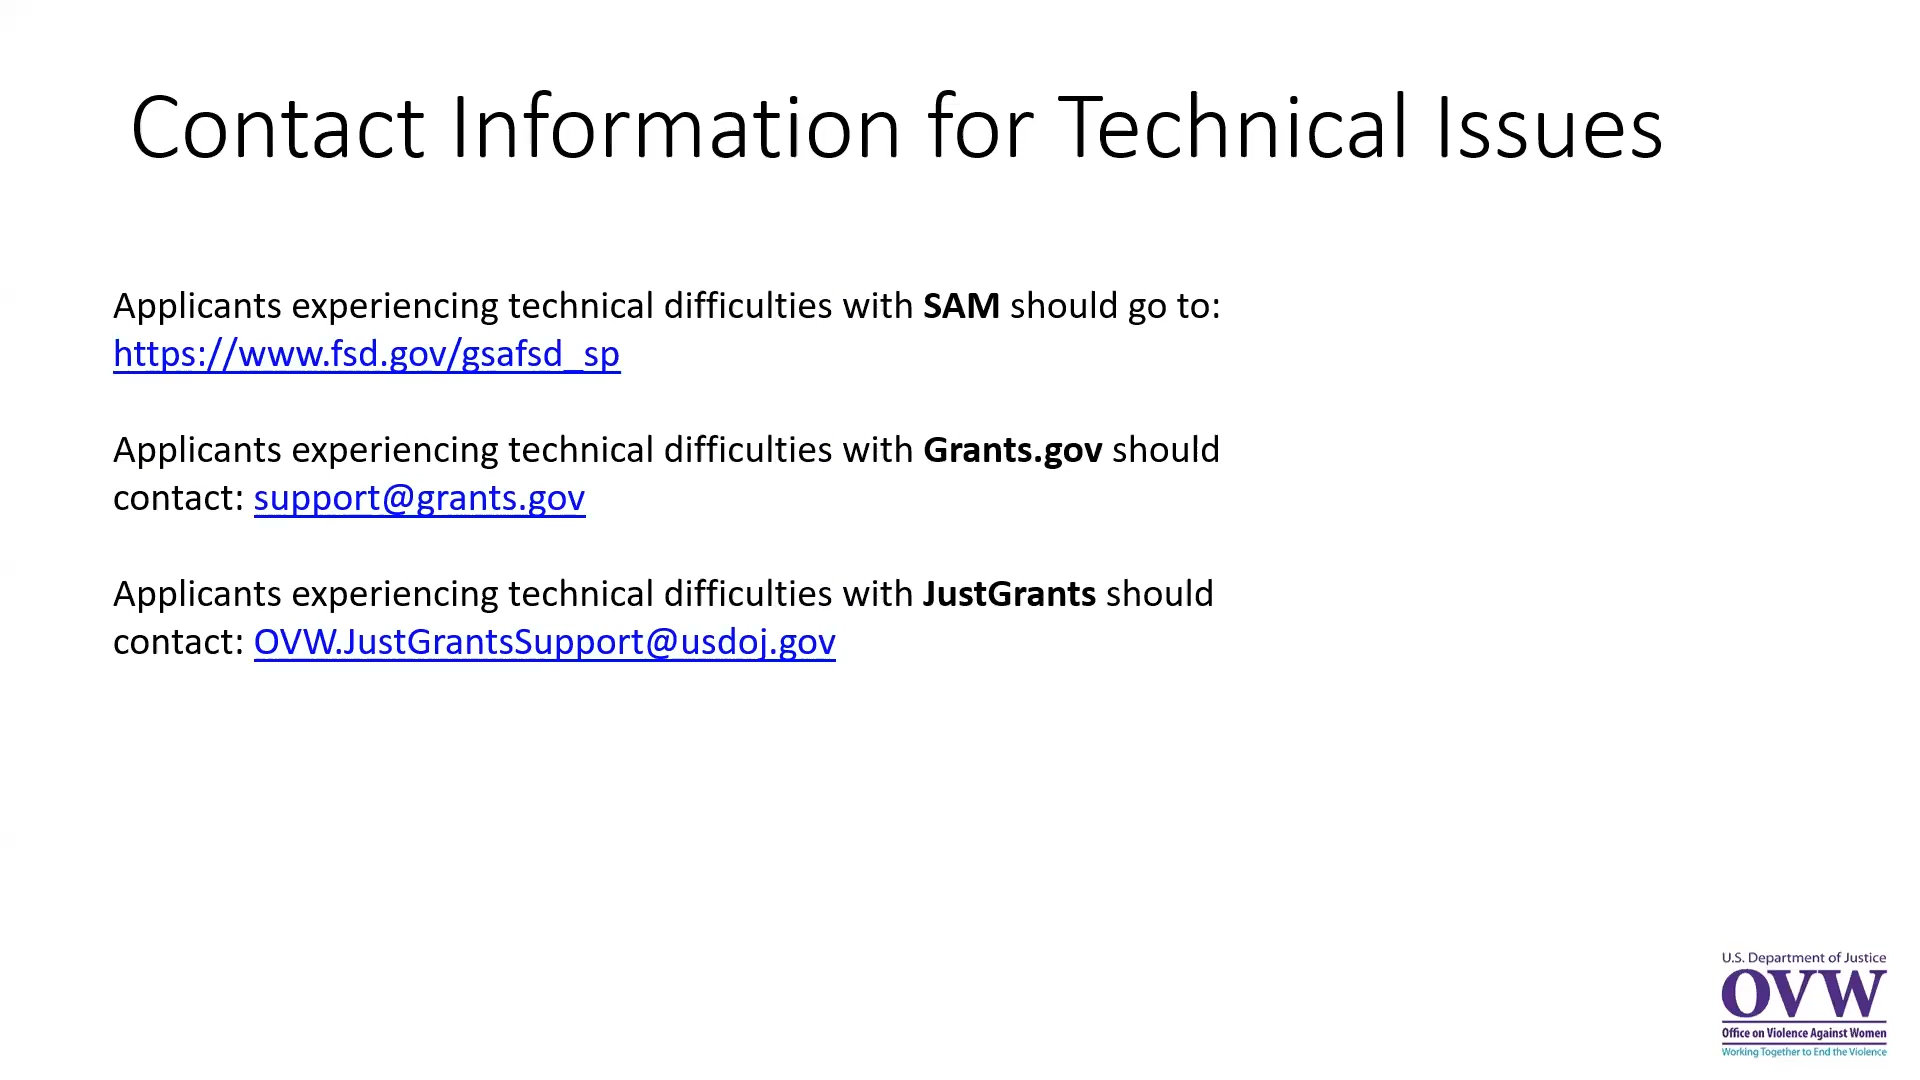 Contact Information for Technical Issues
Applicants experiencing technical difficulties with SAM should go to:
https://www.fsd.gov/gsafsd_sp
Applicants experiencing technical difficulties with Grants.gov should
contact: support@grants.gov
Applicants experiencing technical difficulties with JustGrants should
contact: OVW.JustGrantsSupport@usdoj.gov
U.S. Department of Justice
OVW
Office on Violence Against Women
Working Together to End the Violence